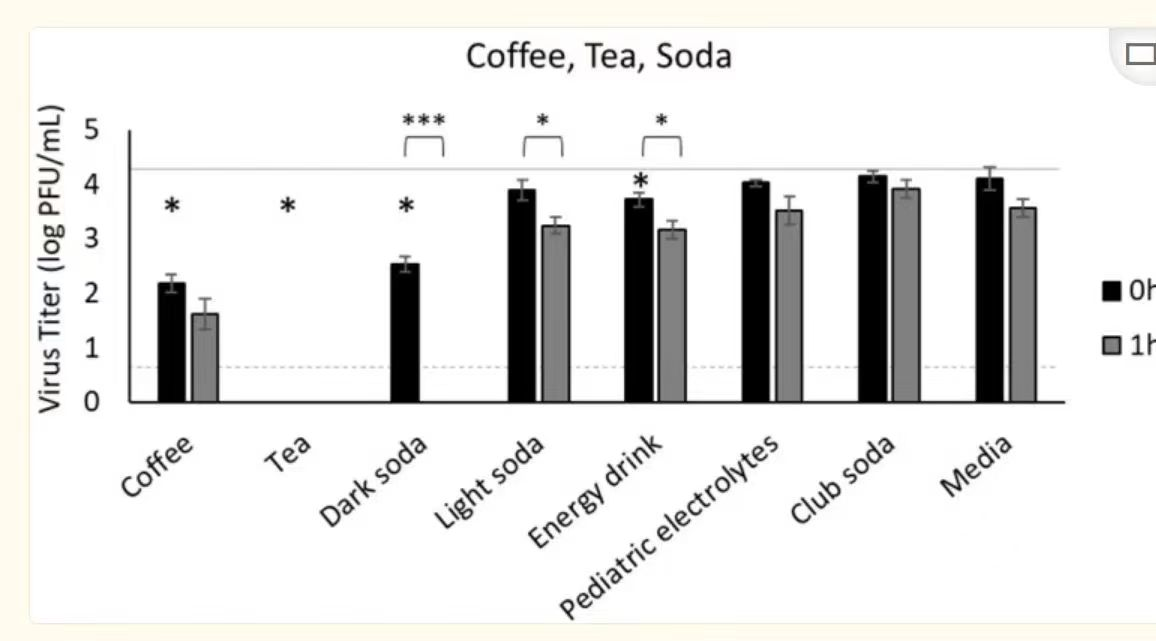 Coffee, Tea, Soda
Virus Titer (log PFU/mL)
5
4
3
2
1
0
***
*
*
*
*
*
*
0h
1h
Coffee
Tea
Dark soda
Light soda
Energy drink
Pediatric electrolytes
Club soda
Media